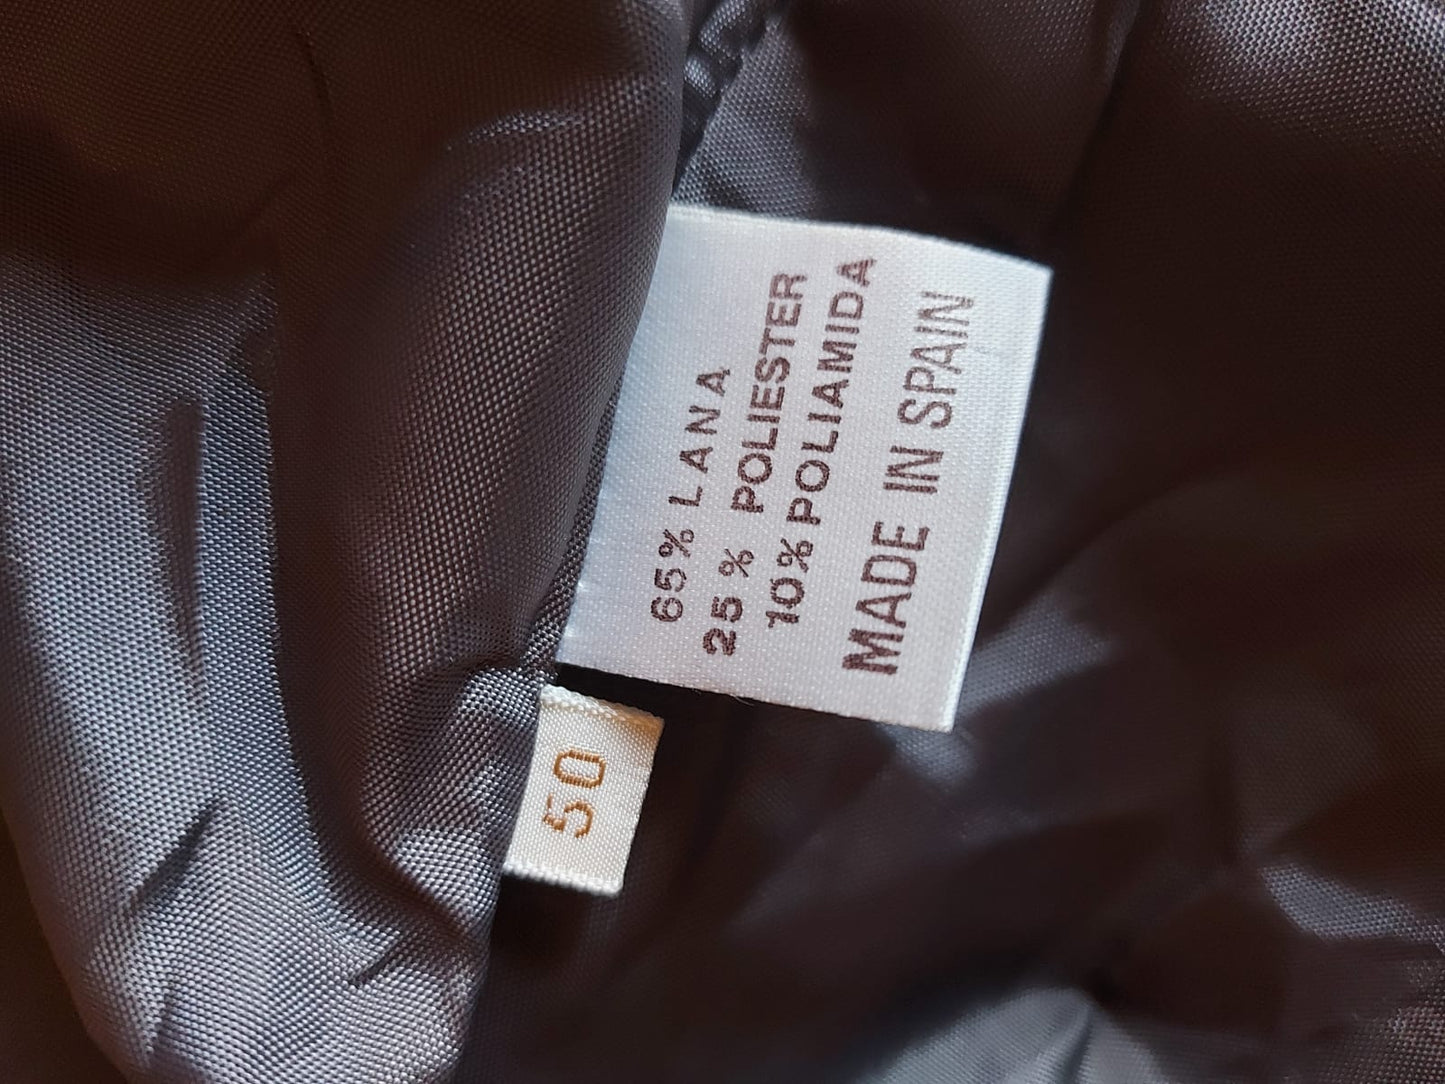 65% LANA
25% POLIESTER
10% POLIAMIDA
MADE IN SPAIN
50